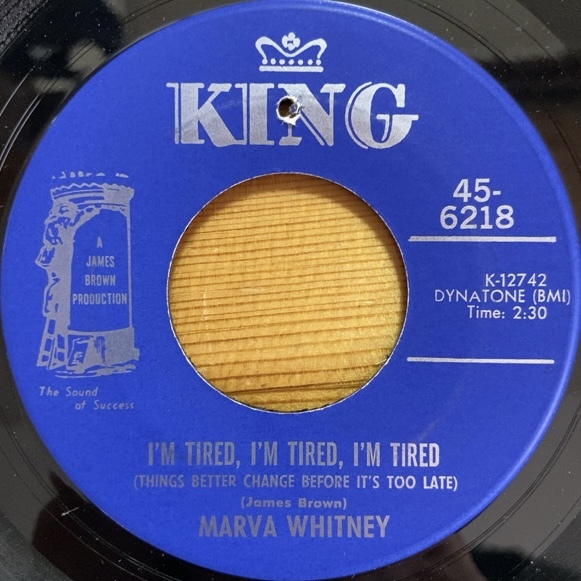 KING
45-
6218
A
JAMES
BROWN
PRODUCTION
K-12742
DYNATONE (BMI)
Time: 2:30
The Sound
of Success
I'M TIRED, I'M TIRED, I'M TIRED
(THINGS BETTER CHANGE BEFORE IT'S TOO LATE)
(James Brown)
MARVA WHITNEY